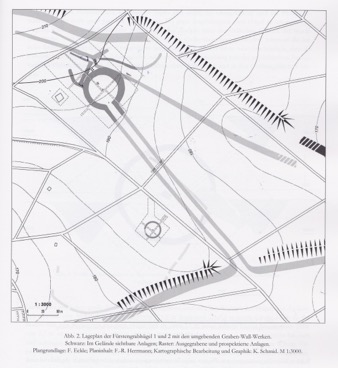 1 : 3000
Abb. 2. Lageplan der Fürstengrabhügel 1 und 2 mit den umgebenden Graben-Wall-Werken.
Schwarz: Im Gelände sichtbare Anlagen; Raster: Ausgegrabene und prospektierte Anlagen.
Plangrundlage: F. Eckle; Planinhalt: F.-R. Herrmann; Kartographische Bearbeitung und Graphik: K. Schmid. M 1:3000.